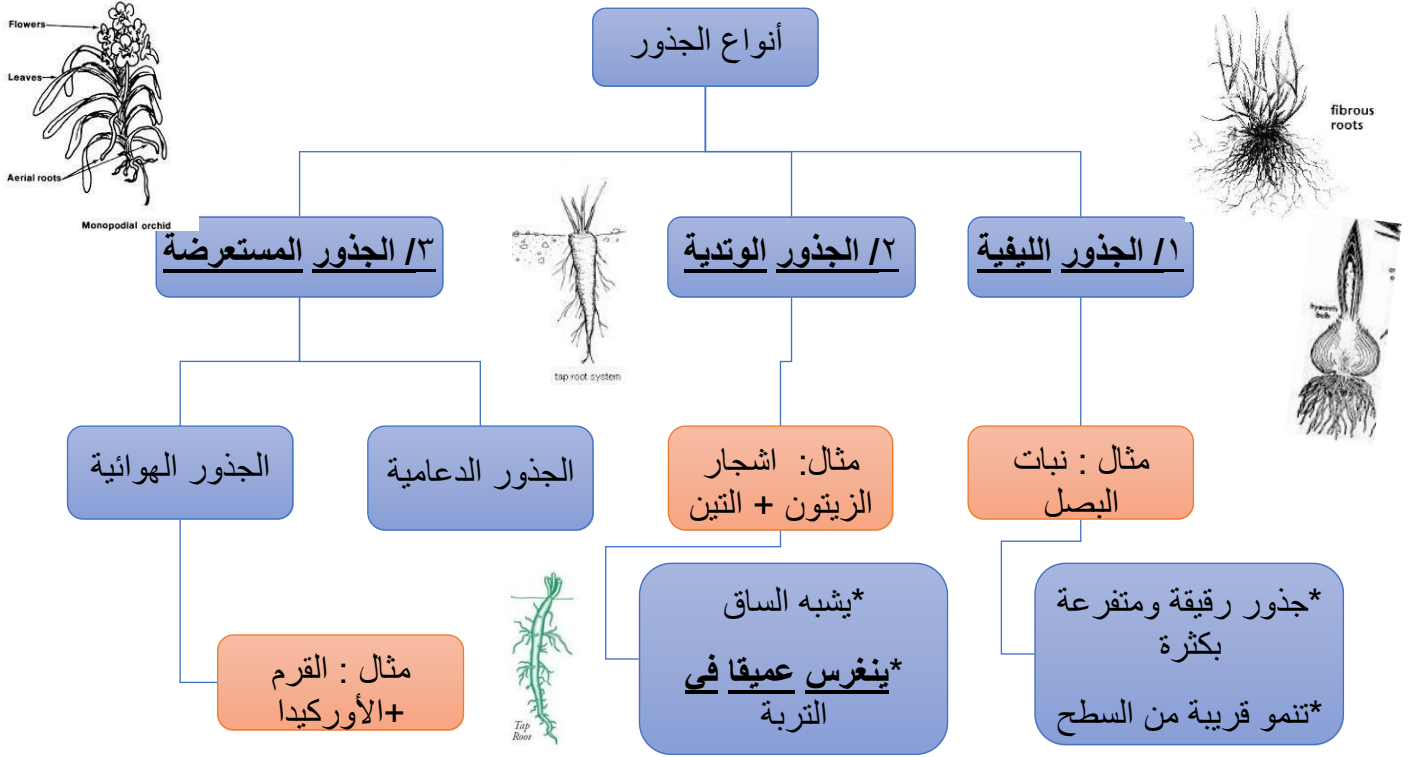 أنواع الجذور
Flowers
Leaves
Aerial roots
Monopodial orchid
fibrous
roots
١/ الجذور الليفية
٢/ الجذور الوتدية
٣/ الجذور المستعرضة
tap root system
hyacinth
bulb
مثال : نبات
البصل
مثال: اشجار
الزيتون + التين
الجذور الدعامية
الجذور الهوائية
*جذور رقيقة ومتفرعة
بكثرة
*تنمو قريبة من السطح
*يشبه الساق
*ينغرس عميقا في
التربة
Tap
Root
مثال : القرم
+الأوركيدا